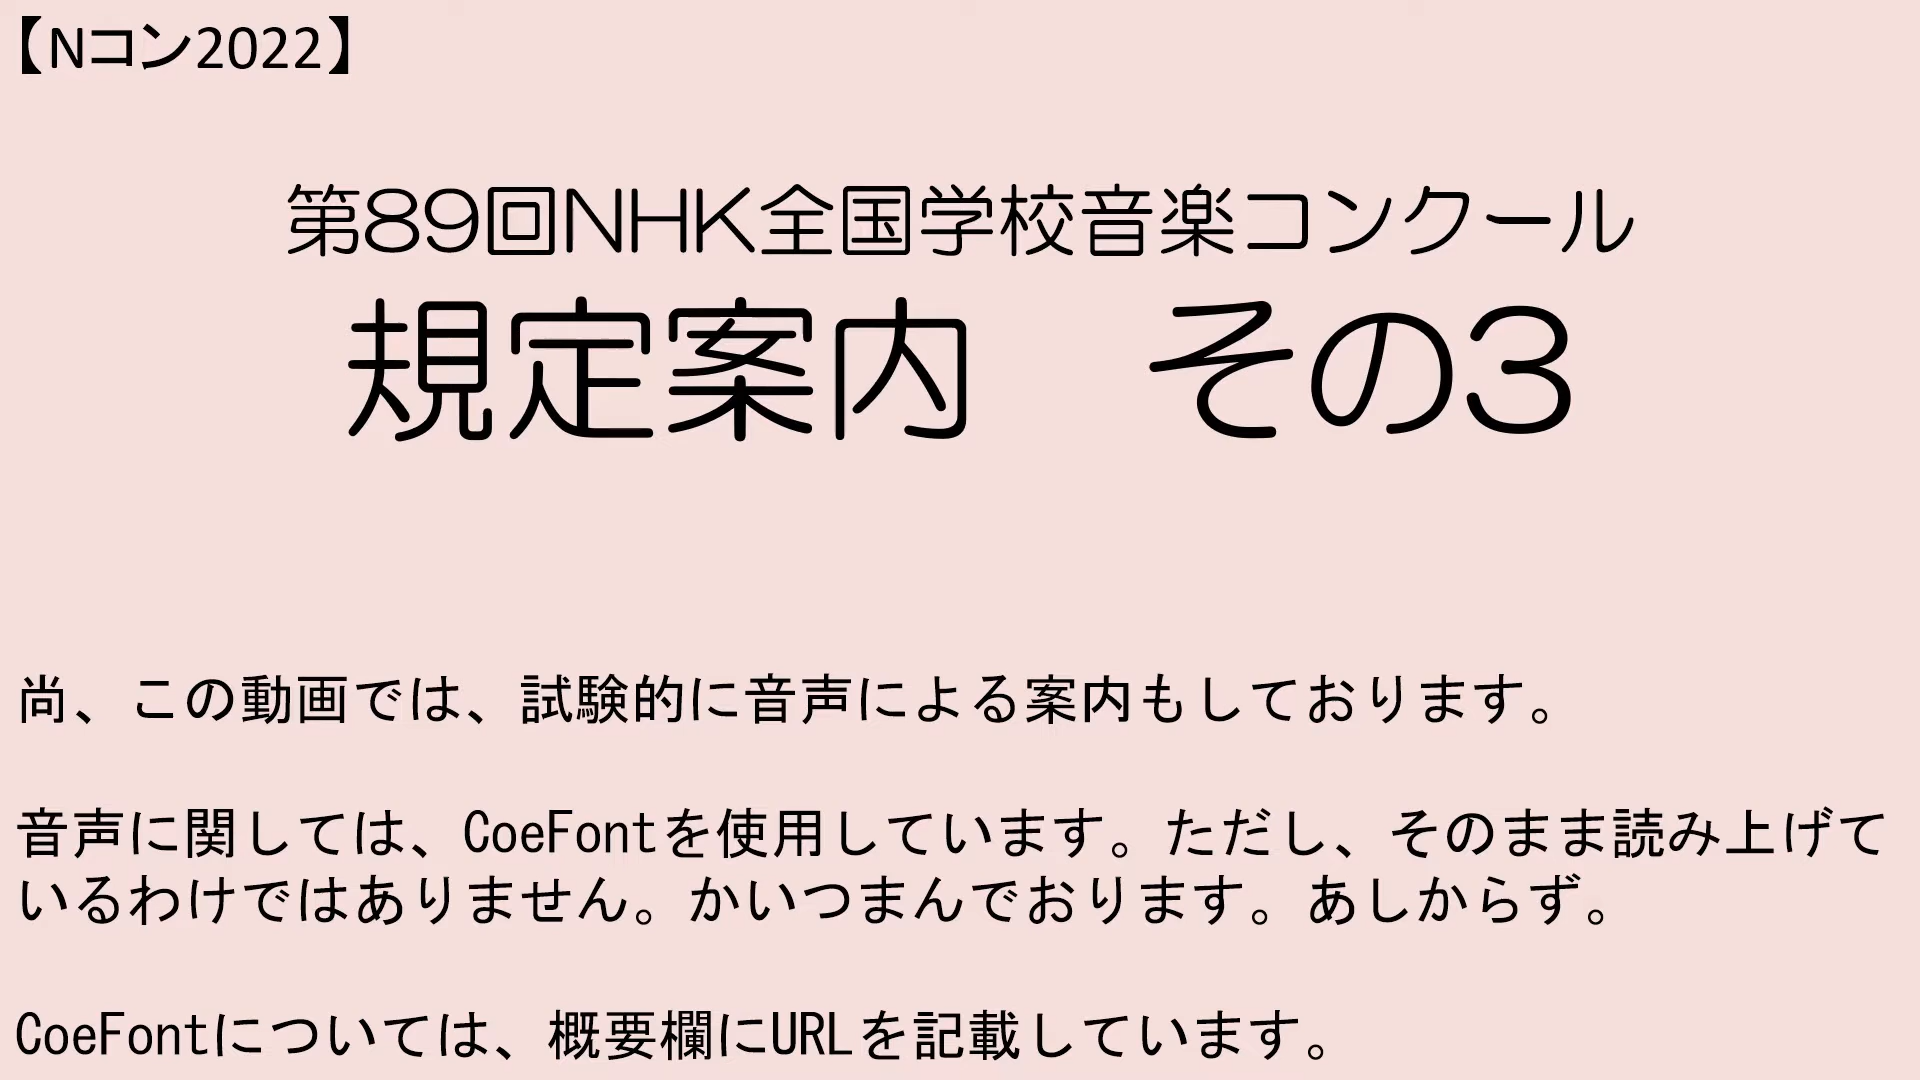 【Nコン2022】
第89回NHK全国学校音楽コンクール
規定案内　その3
尚、この動画では、試験的に音声による案内もしております。
音声に関しては、CoeFontを使用しています。ただし、そのまま読み上げて
いるわけではありません。かいつまんでおります。あしからず。
CoeFontについては、概要欄にURLを記載しています。